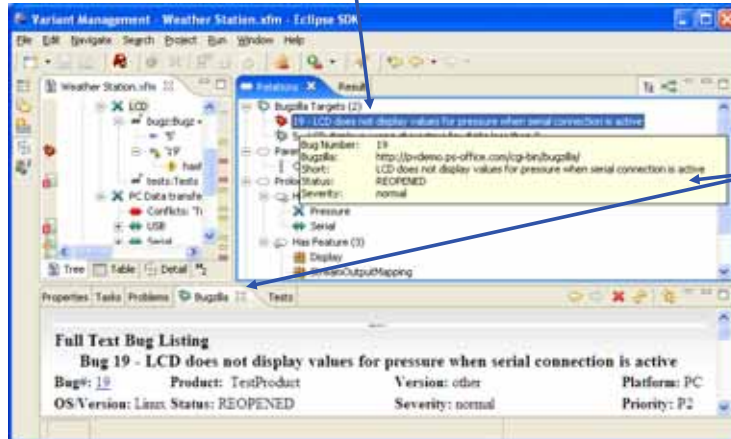 Variant Management - Weather Station.xfm - Eclipse SDK
File Edit Navigate Search Project Run Window Help
Weather Station.xfm
LCD
bugz:Bugz
'5'
'19'
tests:Tests
PC Data transfe
Conflicts: 'Ti
USB
Serial
Tree Table Detail
Relations Result
Bugzilla Targets (2)
19 - LCD does not display values for pressure when serial connection is active
Bug Number: 19
Bugzilla: http://pvdemo.ps-office.com/cgi-bin/bugzilla/
Short: LCD does not display values for pressure when serial connection is active
Status: REOPENED
Severity: normal
Pressure
Serial
Has Feature (3)
Display
StreamOutputMapping
Properties Tasks Problems Bugzilla Tests
Full Text Bug Listing
Bug 19 - LCD does not display values for pressure when serial connection is active
Bug#: 19 Product: TestProduct Version: other Platform: PC
OS/Version: Linux Status: REOPENED Severity: normal Priority: P2